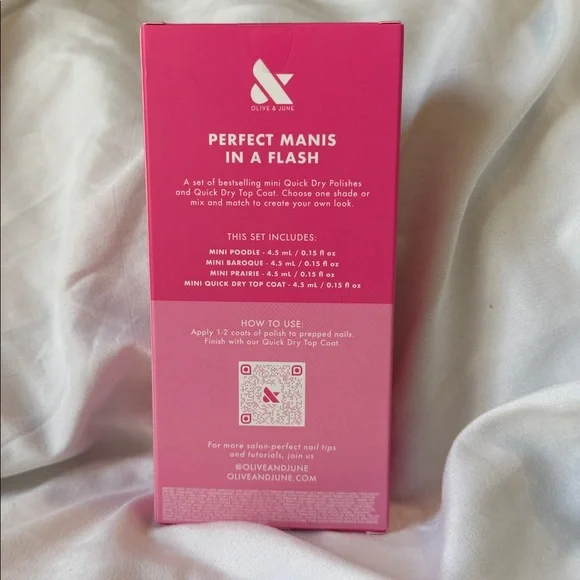 OLIVE & JUNE
PERFECT MANIS
IN A FLASH
A set of bestselling mini Quick Dry Polishes
and Quick Dry Top Coat. Choose one shade or
mix and match to create your own look.
THIS SET INCLUDES:
MINI POODLE - 4.5 mL / 0.15 fl oz
MINI BAROQUE - 4.5 mL / 0.15 fl oz
MINI PRAIRIE - 4.5 mL / 0.15 fl oz
MINI QUICK DRY TOP COAT - 4.5 mL / 0.15 fl oz
HOW TO USE:
Apply 1-2 coats of polish to prepped nails.
Finish with our Quick Dry Top Coat.
For more salon-perfect nail tips
and tutorials, join us
@OLIVEANDJUNE
OLIVEANDJUNE.COM